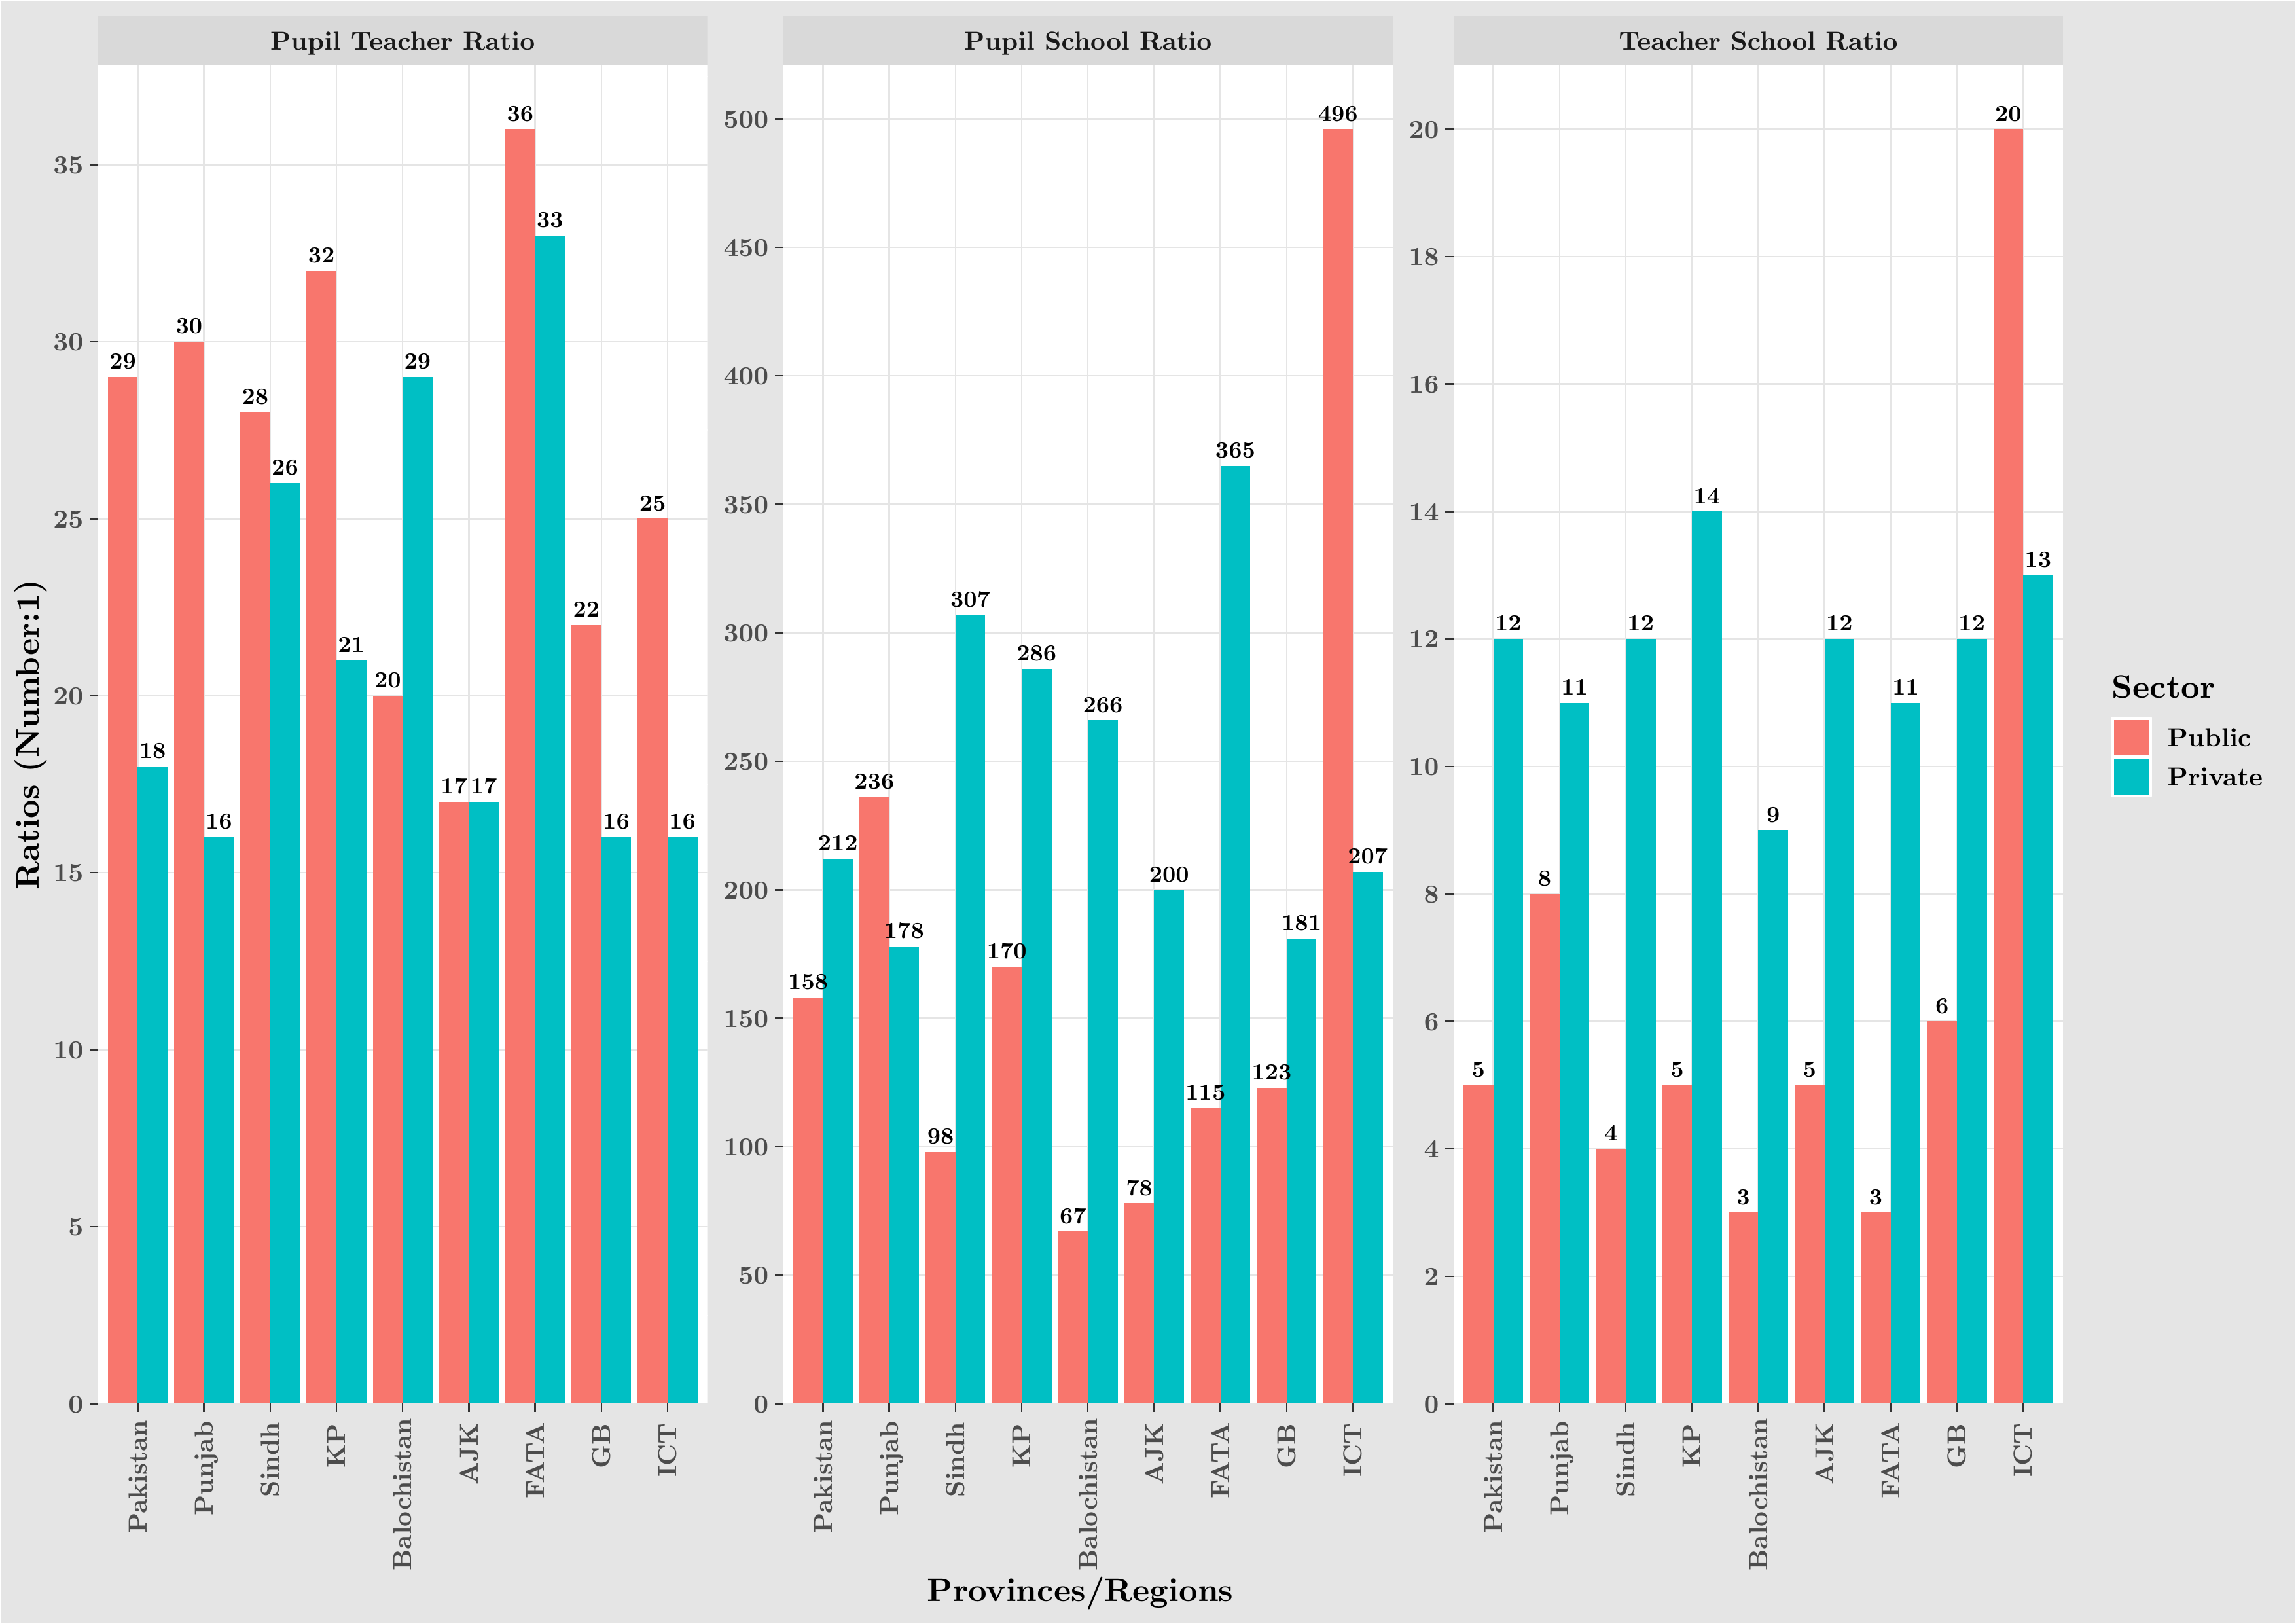 Pupil Teacher Ratio
Pupil School Ratio
Teacher School Ratio
Ratios ((Number:1)
0
5
10
15
20
25
30
35
29
18
30
16
28
26
32
21
20
29
17
17
36
33
22
16
25
16
Pakistan
Punjab
Sindh
KP
Balochistan
AJK
FATA
GB
ICT
0
50
100
150
200
250
300
350
400
450
500
158
212
236
178
98
307
170
286
67
266
78
200
115
365
123
181
496
207
Pakistan
Punjab
Sindh
KP
Balochistan
AJK
FATA
GB
ICT
0
2
4
6
8
10
12
14
16
18
20
5
12
8
11
4
12
5
14
3
9
5
12
3
11
6
12
20
13
Pakistan
Punjab
Sindh
KP
Balochistan
AJK
FATA
GB
ICT
Provinces/Regions
Sector
Public
Private